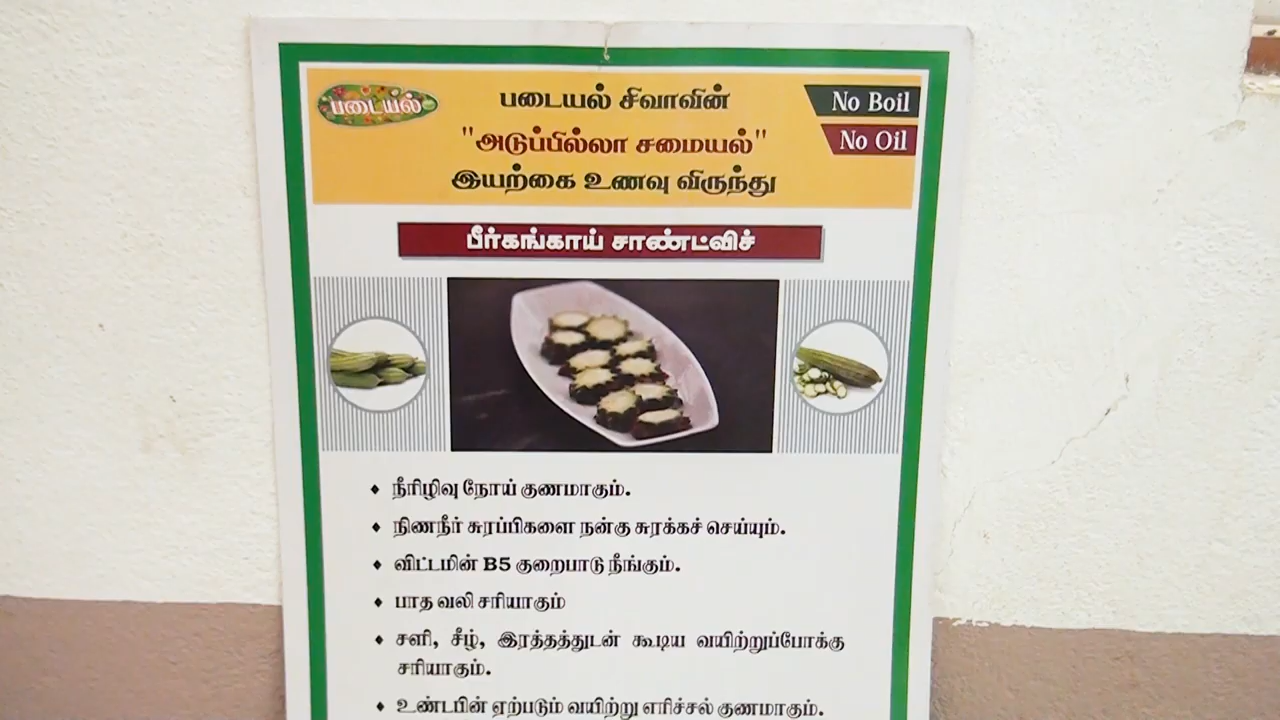 படையல்
படையல் சிவாவின்
"அடுப்பில்லா சமையல்"
இயற்கை உணவு விருந்து
No Boil
No Oil
பீர்கங்காய் சாண்ட்விச்
♦ நீரிழிவு நோய் குணமாகும்.
♦ நிணநீர் சுரப்பிகளை நன்கு சுரக்கச் செய்யும்.
♦ விட்டமின் B5 குறைபாடு நீங்கும்.
♦ பாத வலி சரியாகும்
♦ சளி, சீழ், இரத்தத்துடன் கூடிய வயிற்றுப்போக்கு
சரியாகும்.
♦ உண்டபின் ஏற்படும் வயிற்று எரிச்சல் குணமாகும்.